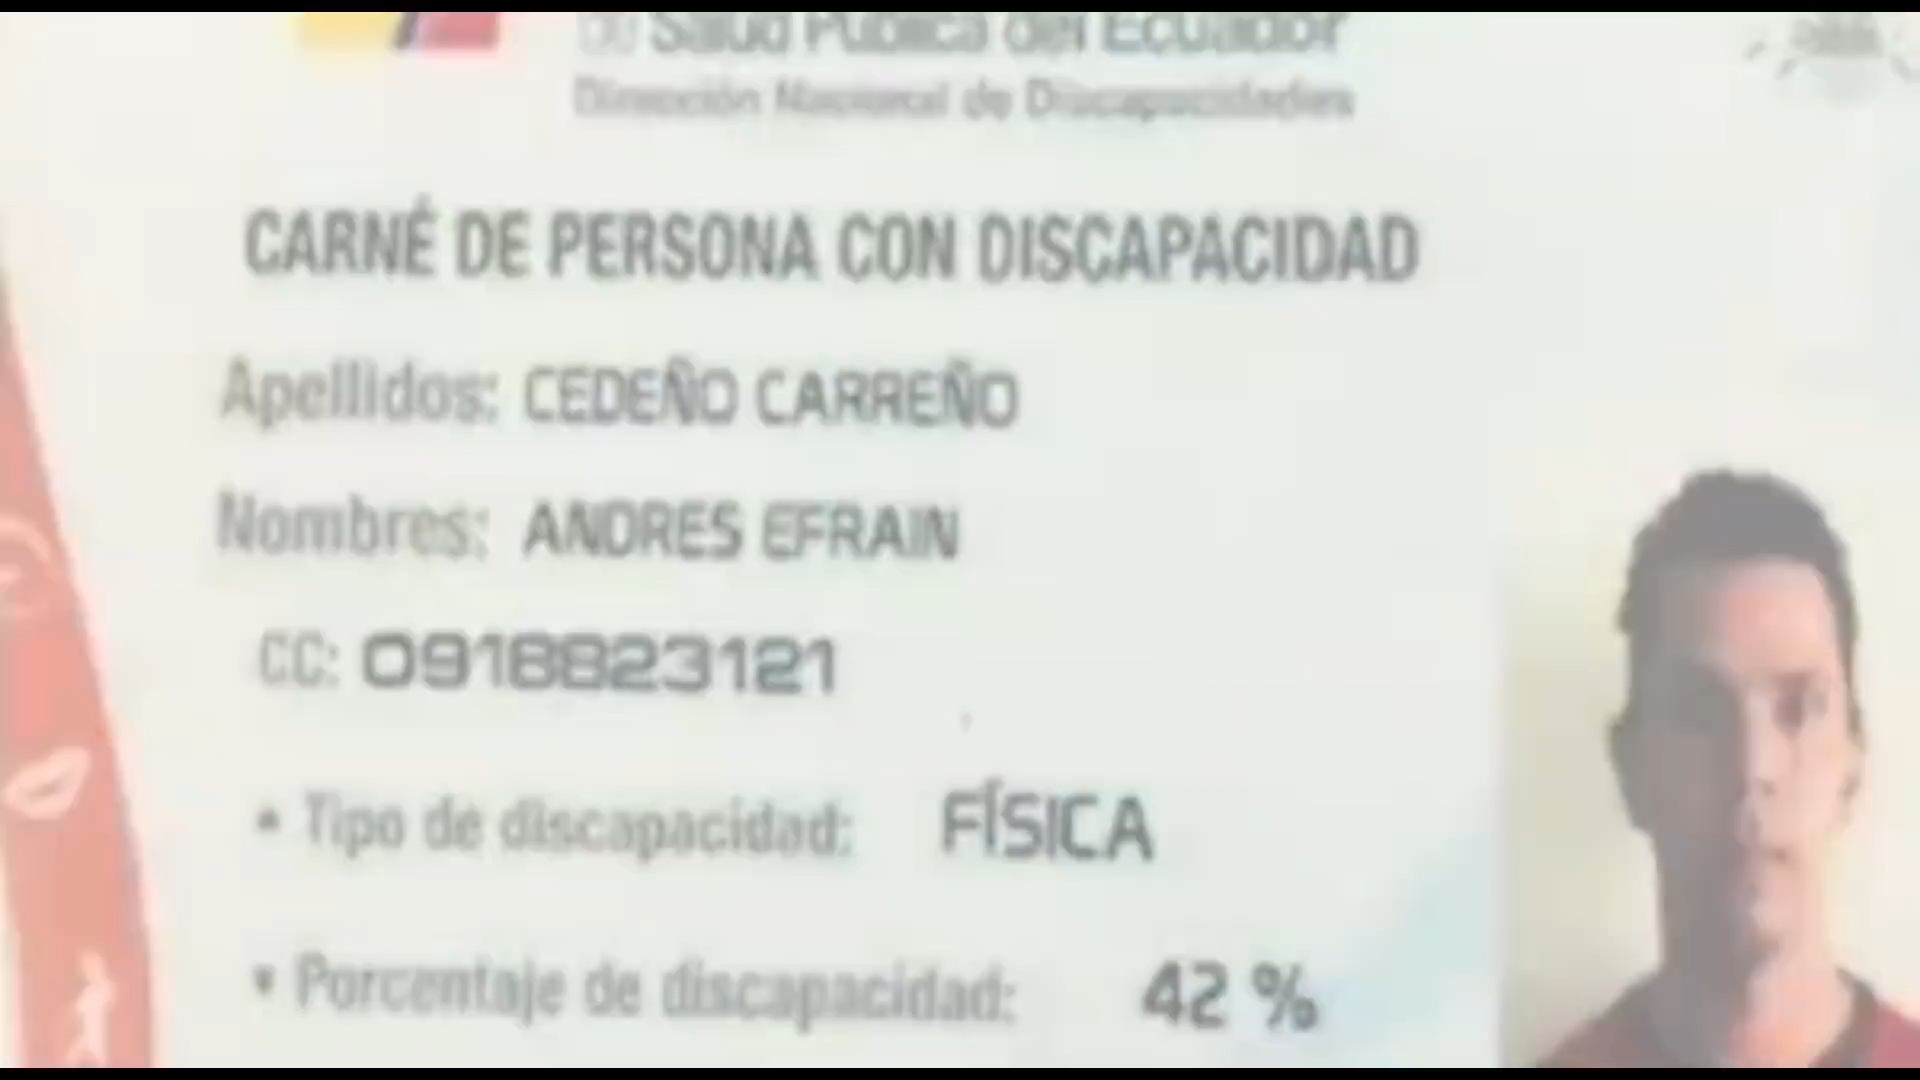 de Salud Pública del Ecuador
Dirección Nacional de Discapacidades
CARNÉ DE PERSONA CON DISCAPACIDAD
Apellidos: CEDEÑO CARREÑO
Nombres: ANDRES EFRAIN
CC: 0918823121
• Tipo de discapacidad: FÍSICA
• Porcentaje de discapacidad: 42 %